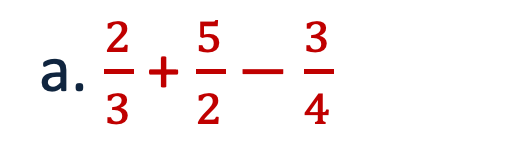 a. 2/3 + 5/2 − 3/4